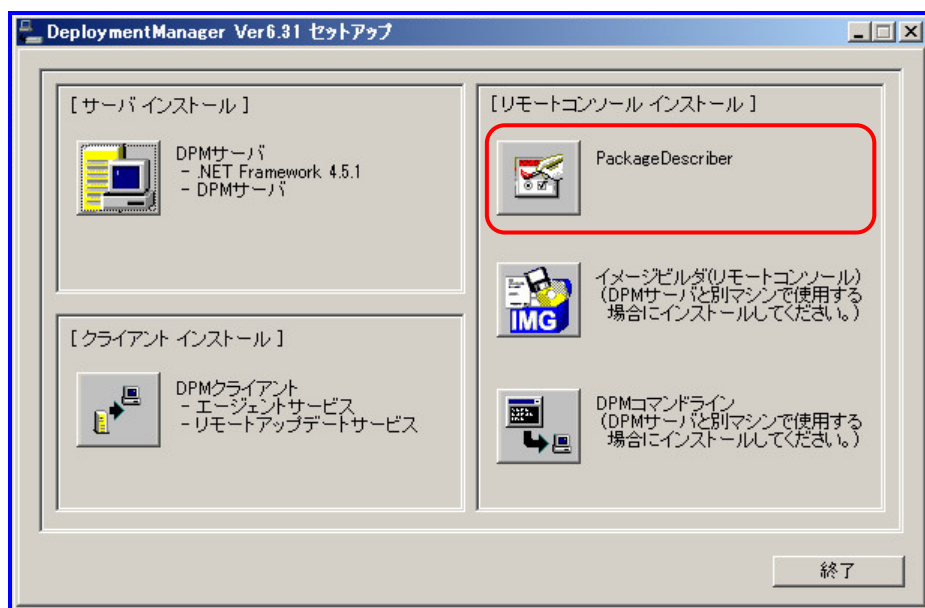 DeploymentManager Ver6.31 セットアップ
[ サーバ インストール ]
DPMサーバ
- .NET Framework 4.5.1
- DPMサーバ
[ クライアント インストール ]
DPMクライアント
- エージェントサービス
- リモートアップデートサービス
[ リモートコンソール インストール ]
PackageDescriber
IMG
イメージビルダ(リモートコンソール)
(DPMサーバと別マシンで使用する
場合にインストールしてください。)
DPMコマンドライン
(DPMサーバと別マシンで使用する
場合にインストールしてください。)
終了